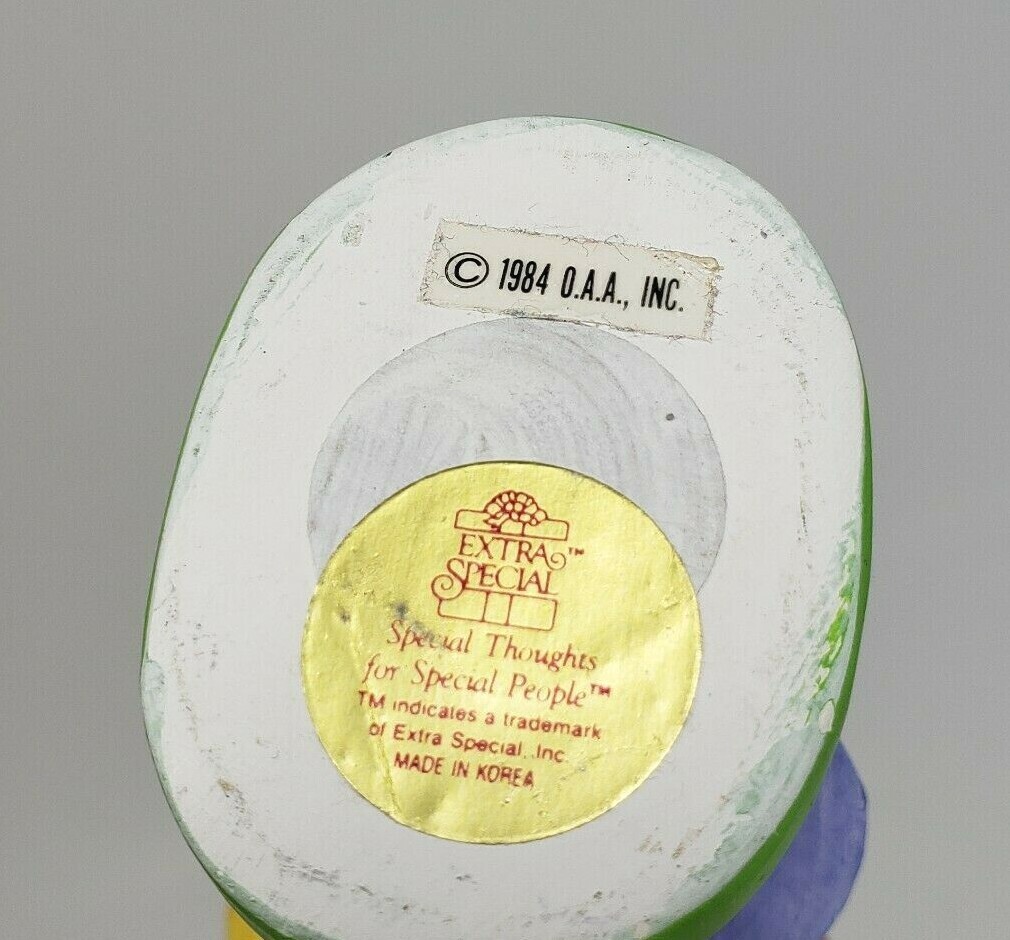 © 1984 O.A.A., INC.
EXTRA™
SPECIAL
Special Thoughts
for Special People™
TM indicates a trademark
of Extra Special, Inc.
MADE IN KOREA